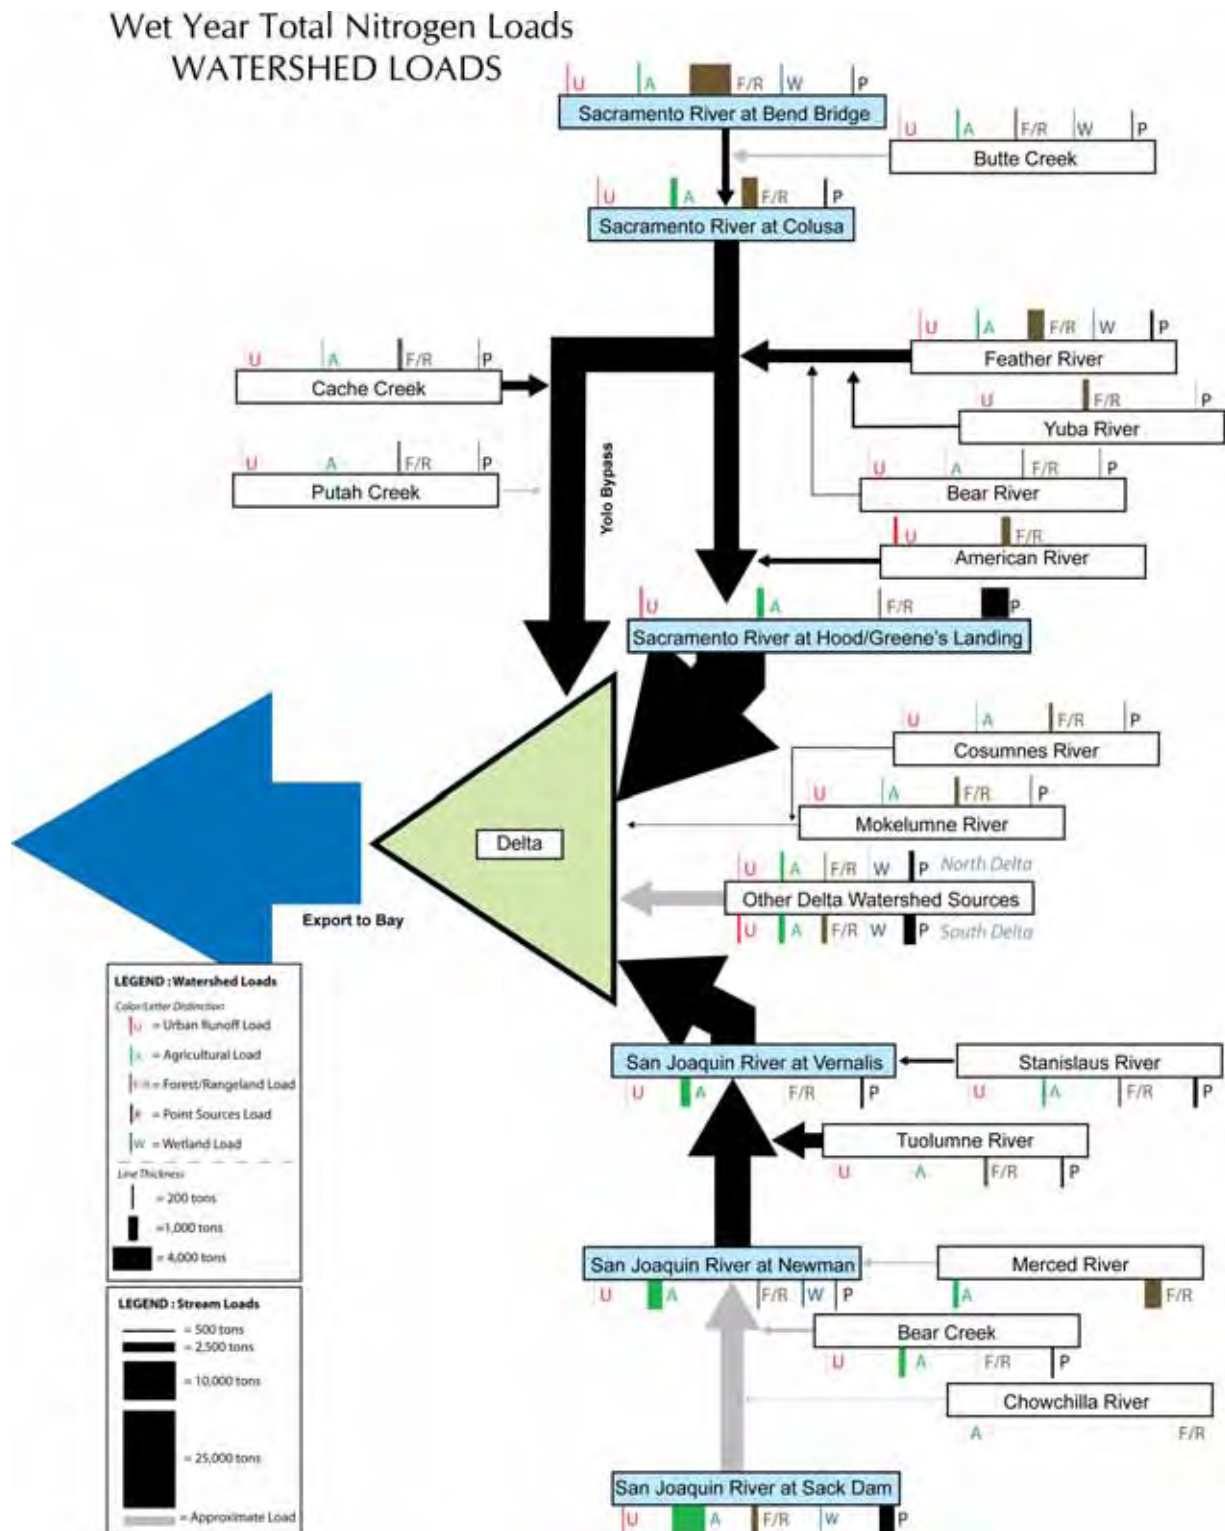 Wet Year Total Nitrogen Loads
WATERSHED LOADS
U A F/R W P
Sacramento River at Bend Bridge
U A F/R W P
Butte Creek
U A F/R P
Sacramento River at Colusa
U A F/R W P
Feather River
U A F/R P
Cache Creek
U F/R P
Yuba River
U A F/R P
Putah Creek
U A F/R P
Bear River
Yolo Bypass
U F/R
American River
U A F/R P
Sacramento River at Hood/Greene's Landing
U A F/R P
Cosumnes River
U A F/R P
Mokelumne River
Delta
U A F/R W P North Delta
Other Delta Watershed Sources
U A F/R W P South Delta
Export to Bay
San Joaquin River at Vernalis
U A F/R P
Stanislaus River
U A F/R P
Tuolumne River
U A F/R P
San Joaquin River at Newman
U A F/R W P
Merced River
A F/R
Bear Creek
U A F/R P
Chowchilla River
A F/R
San Joaquin River at Sack Dam
U A F/R W P
LEGEND : Watershed Loads
Color/Letter Distinction
U = Urban Runoff Load
A = Agricultural Load
F/R = Forest/Rangeland Load
R = Point Sources Load
W = Wetland Load
Line Thickness
= 200 tons
=1,000 tons
= 4,000 tons
LEGEND : Stream Loads
= 500 tons
= 2,500 tons
= 10,000 tons
= 25,000 tons
= Approximate Load